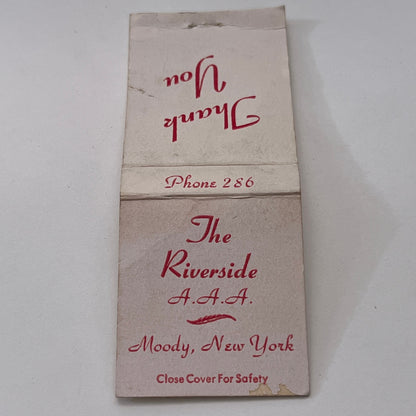 Thank
You
Phone 286
The
Riverside
A.A.A.
Moody, New York
Close Cover For Safety